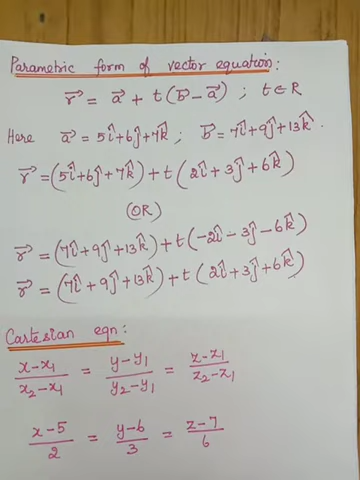 Parametric form of vector equation:
r⃗ = a⃗ + t(b⃗ − a⃗) ; t ∈ R
Here a⃗ = 5î+6ĵ+7k̂ ; b⃗ = 7î+9ĵ+13k̂.
r⃗ = (5î+6ĵ+7k̂) + t(2î+3ĵ+6k̂)
(OR)
r⃗ = (7î+9ĵ+13k̂) + t(−2î−3ĵ−6k̂)
r⃗ = (7î+9ĵ+13k̂) + t(2î+3ĵ+6k̂)
Cartesian eqn:
(x−x₁)/(x₂−x₁) = (y−y₁)/(y₂−y₁) = (z−z₁)/(z₂−z₁)
(x−5)/2 = (y−6)/3 = (z−7)/6